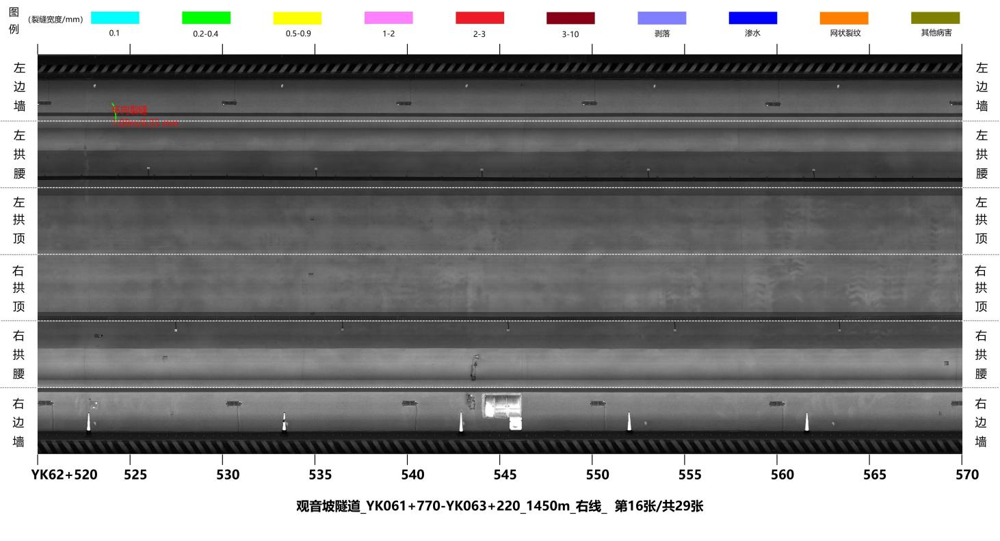 图例 (裂缝宽度/mm)
0.1 0.2-0.4 0.5-0.9 1-2 2-3 3-10 剥落 渗水 网状裂纹 其他病害
左边墙 左边墙
左拱腰 左拱腰
左拱顶 左拱顶
右拱顶 右拱顶
右拱腰 右拱腰
右边墙 右边墙
YK62+520 525 530 535 540 545 550 555 560 565 570
观音坡隧道_YK061+770-YK063+220_1450m_右线_ 第16张/共29张